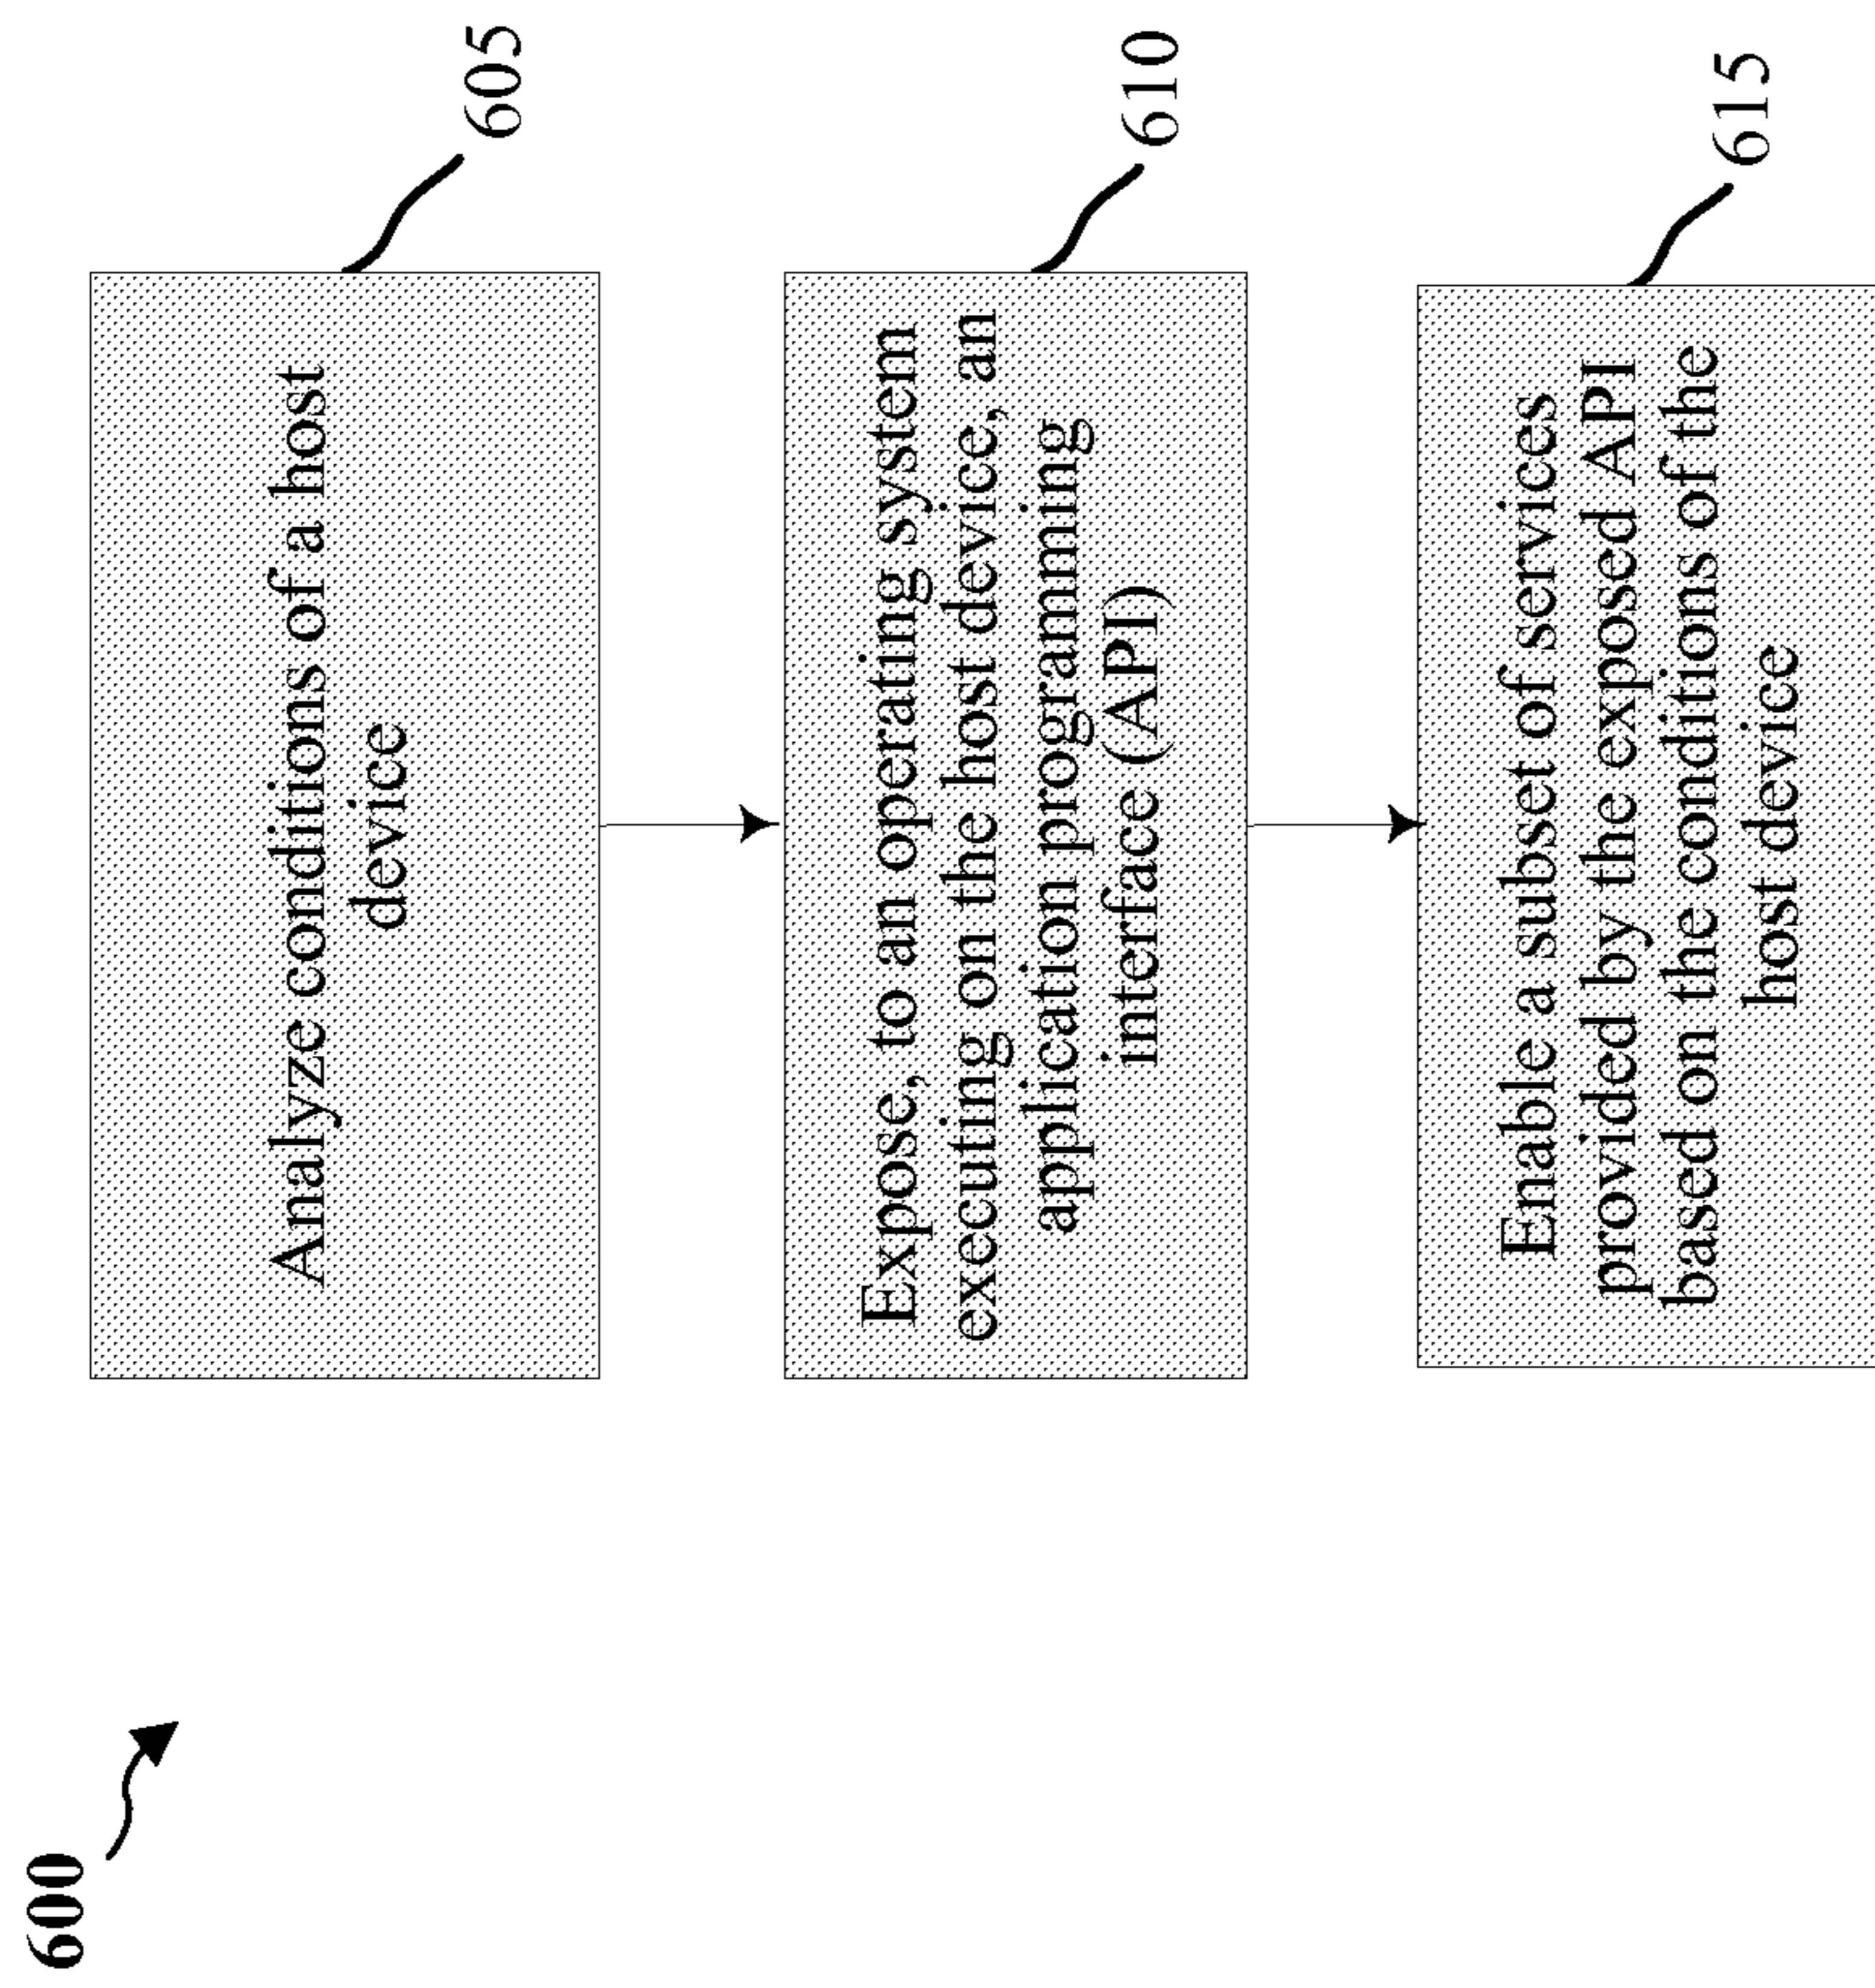 600
Analyze conditions of a host
device
605
Expose, to an operating system
executing on the host device, an
application programming
interface (API)
610
Enable a subset of services
provided by the exposed API
based on the conditions of the
host device
615